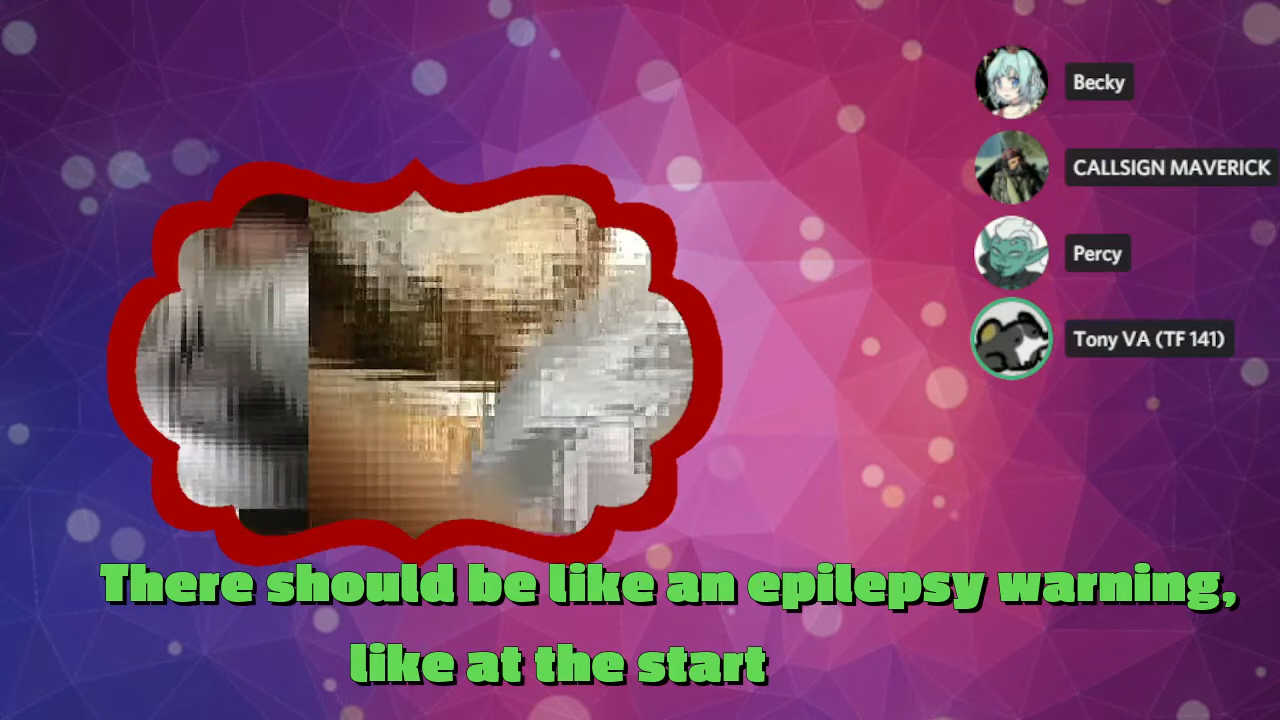 Becky
CALLSIGN MAVERICK
Percy
Tony VA (TF 141)
There should be like an epilepsy warning,
like at the start